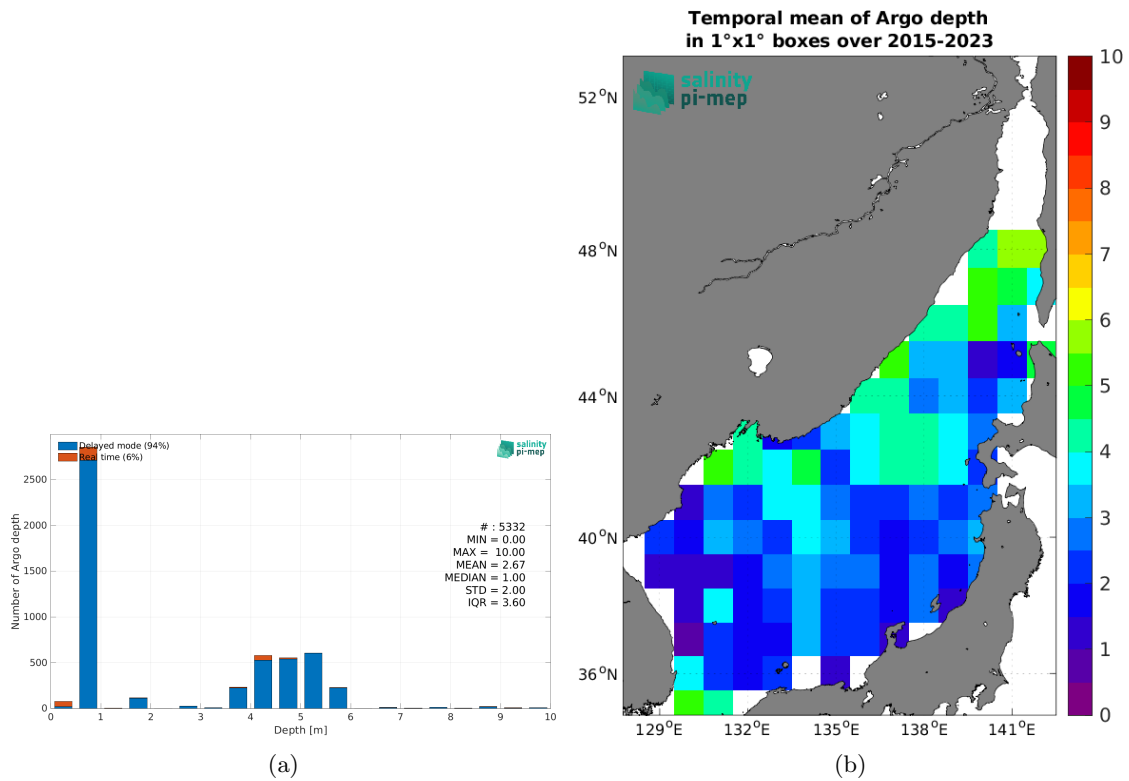 Delayed mode (94%)
Real time (6%)
salinity
pi-mep
2500
2000
1500
1000
500
0
Number of Argo depth
# : 5332
MIN = 0.00
MAX = 10.00
MEAN = 2.67
MEDIAN = 1.00
STD = 2.00
IQR = 3.60
0 1 2 3 4 5 6 7 8 9 10
Depth [m]
(a)
Temporal mean of Argo depth
in 1°x1° boxes over 2015-2023
salinity
pi-mep
52°N
48°N
44°N
40°N
36°N
129°E 132°E 135°E 138°E 141°E
10
9
8
7
6
5
4
3
2
1
0
(b)